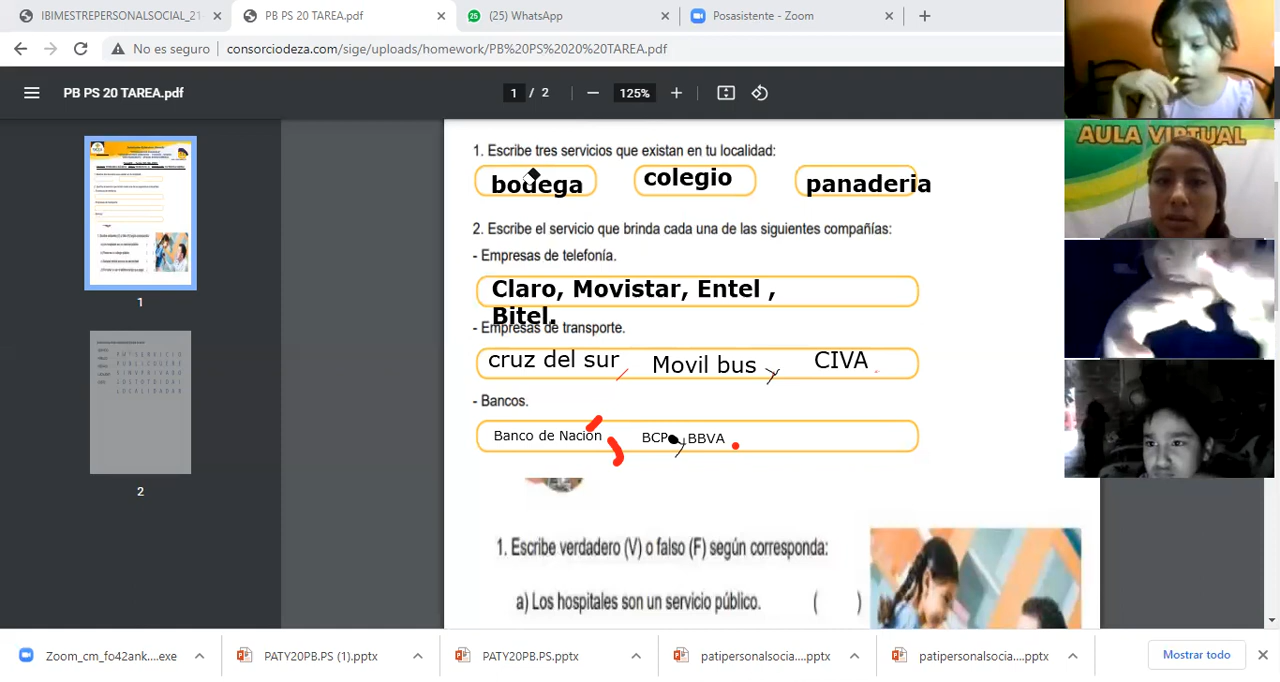 IBIMESTREPERSONALSOCIAL_21-
PB PS 20 TAREA.pdf
(25) WhatsApp
Posasistente - Zoom
No es seguro
consorciodeza.com/sige/uploads/homework/PB%20PS%2020%20TAREA.pdf
PB PS 20 TAREA.pdf
1 / 2
125%
AULA VIRTUAL
1. Escribe tres servicios que existan en tu localidad:
bodega colegio panaderia
2. Escribe el servicio que brinda cada una de las siguientes compañías:
- Empresas de telefonía.
Claro, Movistar, Entel ,
Bitel.
- Empresas de transporte.
cruz del sur, Movil bus, CIVA.
- Bancos.
Banco de Nación, BCP, BBVA.
1. Escribe verdadero (V) o falso (F) según corresponda:
a) Los hospitales son un servicio público. ( )
1
2
Zoom_cm_fo42ank....exe
PATY20PB.PS (1).pptx
PATY20PB.PS.pptx
patipersonalsocia....pptx
patipersonalsocia....pptx
Mostrar todo